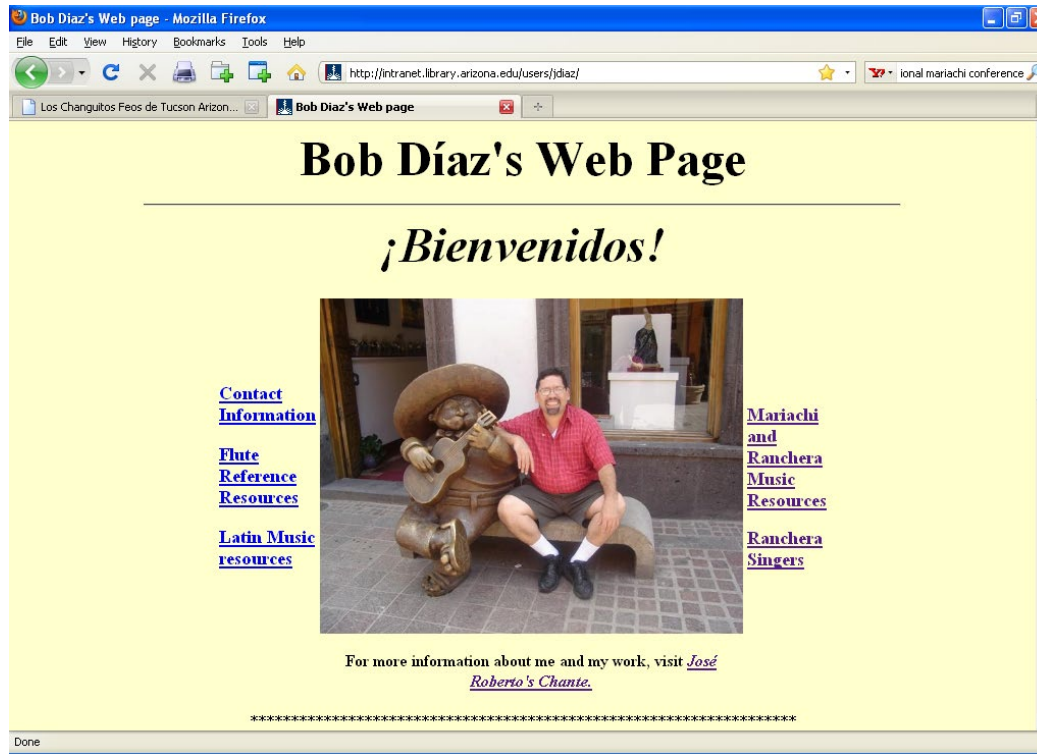 Bob Diaz's Web page - Mozilla Firefox
File Edit View History Bookmarks Tools Help
http://intranet.library.arizona.edu/users/jdiaz/
ional mariachi conference
Los Changuitos Feos de Tucson Arizon...
Bob Diaz's Web page
Bob Díaz's Web Page
¡Bienvenidos!
Contact
Information
Flute
Reference
Resources
Latin Music
resources
Mariachi
and
Ranchera
Music
Resources
Ranchera
Singers
For more information about me and my work, visit José
Roberto's Chante.
**********************************************************************
Done